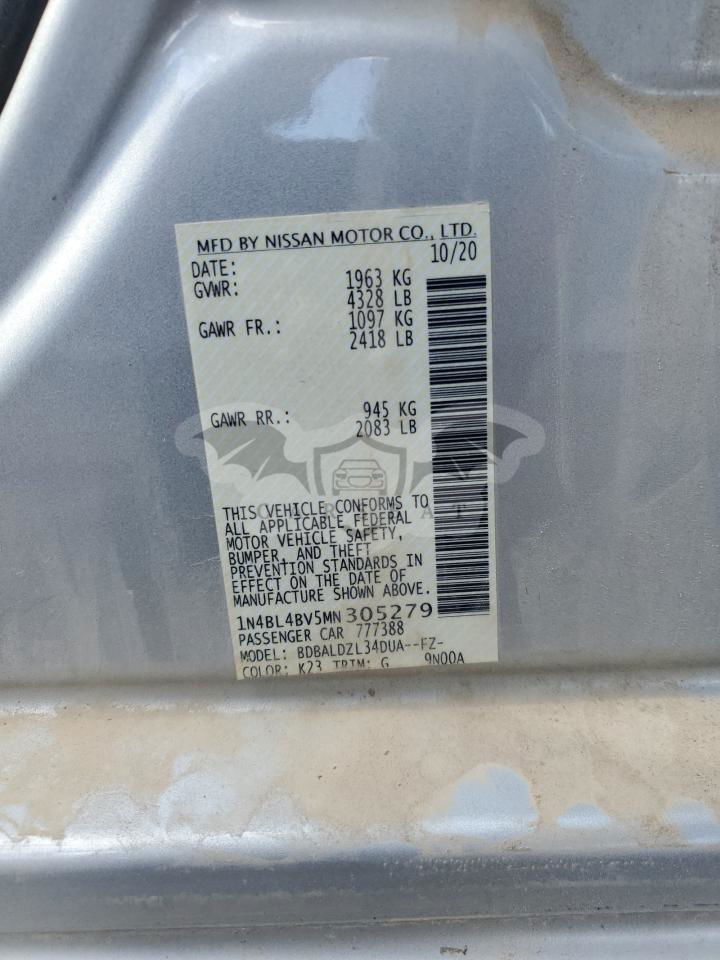 MFD BY NISSAN MOTOR CO., LTD.
DATE: 10/20
GVWR: 1963 KG
4328 LB
GAWR FR.: 1097 KG
2418 LB
GAWR RR.: 945 KG
2083 LB
THIS VEHICLE CONFORMS TO
ALL APPLICABLE FEDERAL
MOTOR VEHICLE SAFETY,
BUMPER, AND THEFT
PREVENTION STANDARDS IN
EFFECT ON THE DATE OF
MANUFACTURE SHOWN ABOVE.
1N4BL4BV5MN305279
PASSENGER CAR 777388
MODEL: BDBALDZL34DUA--FZ-
COLOR: K23 TRIM: G 9N00A